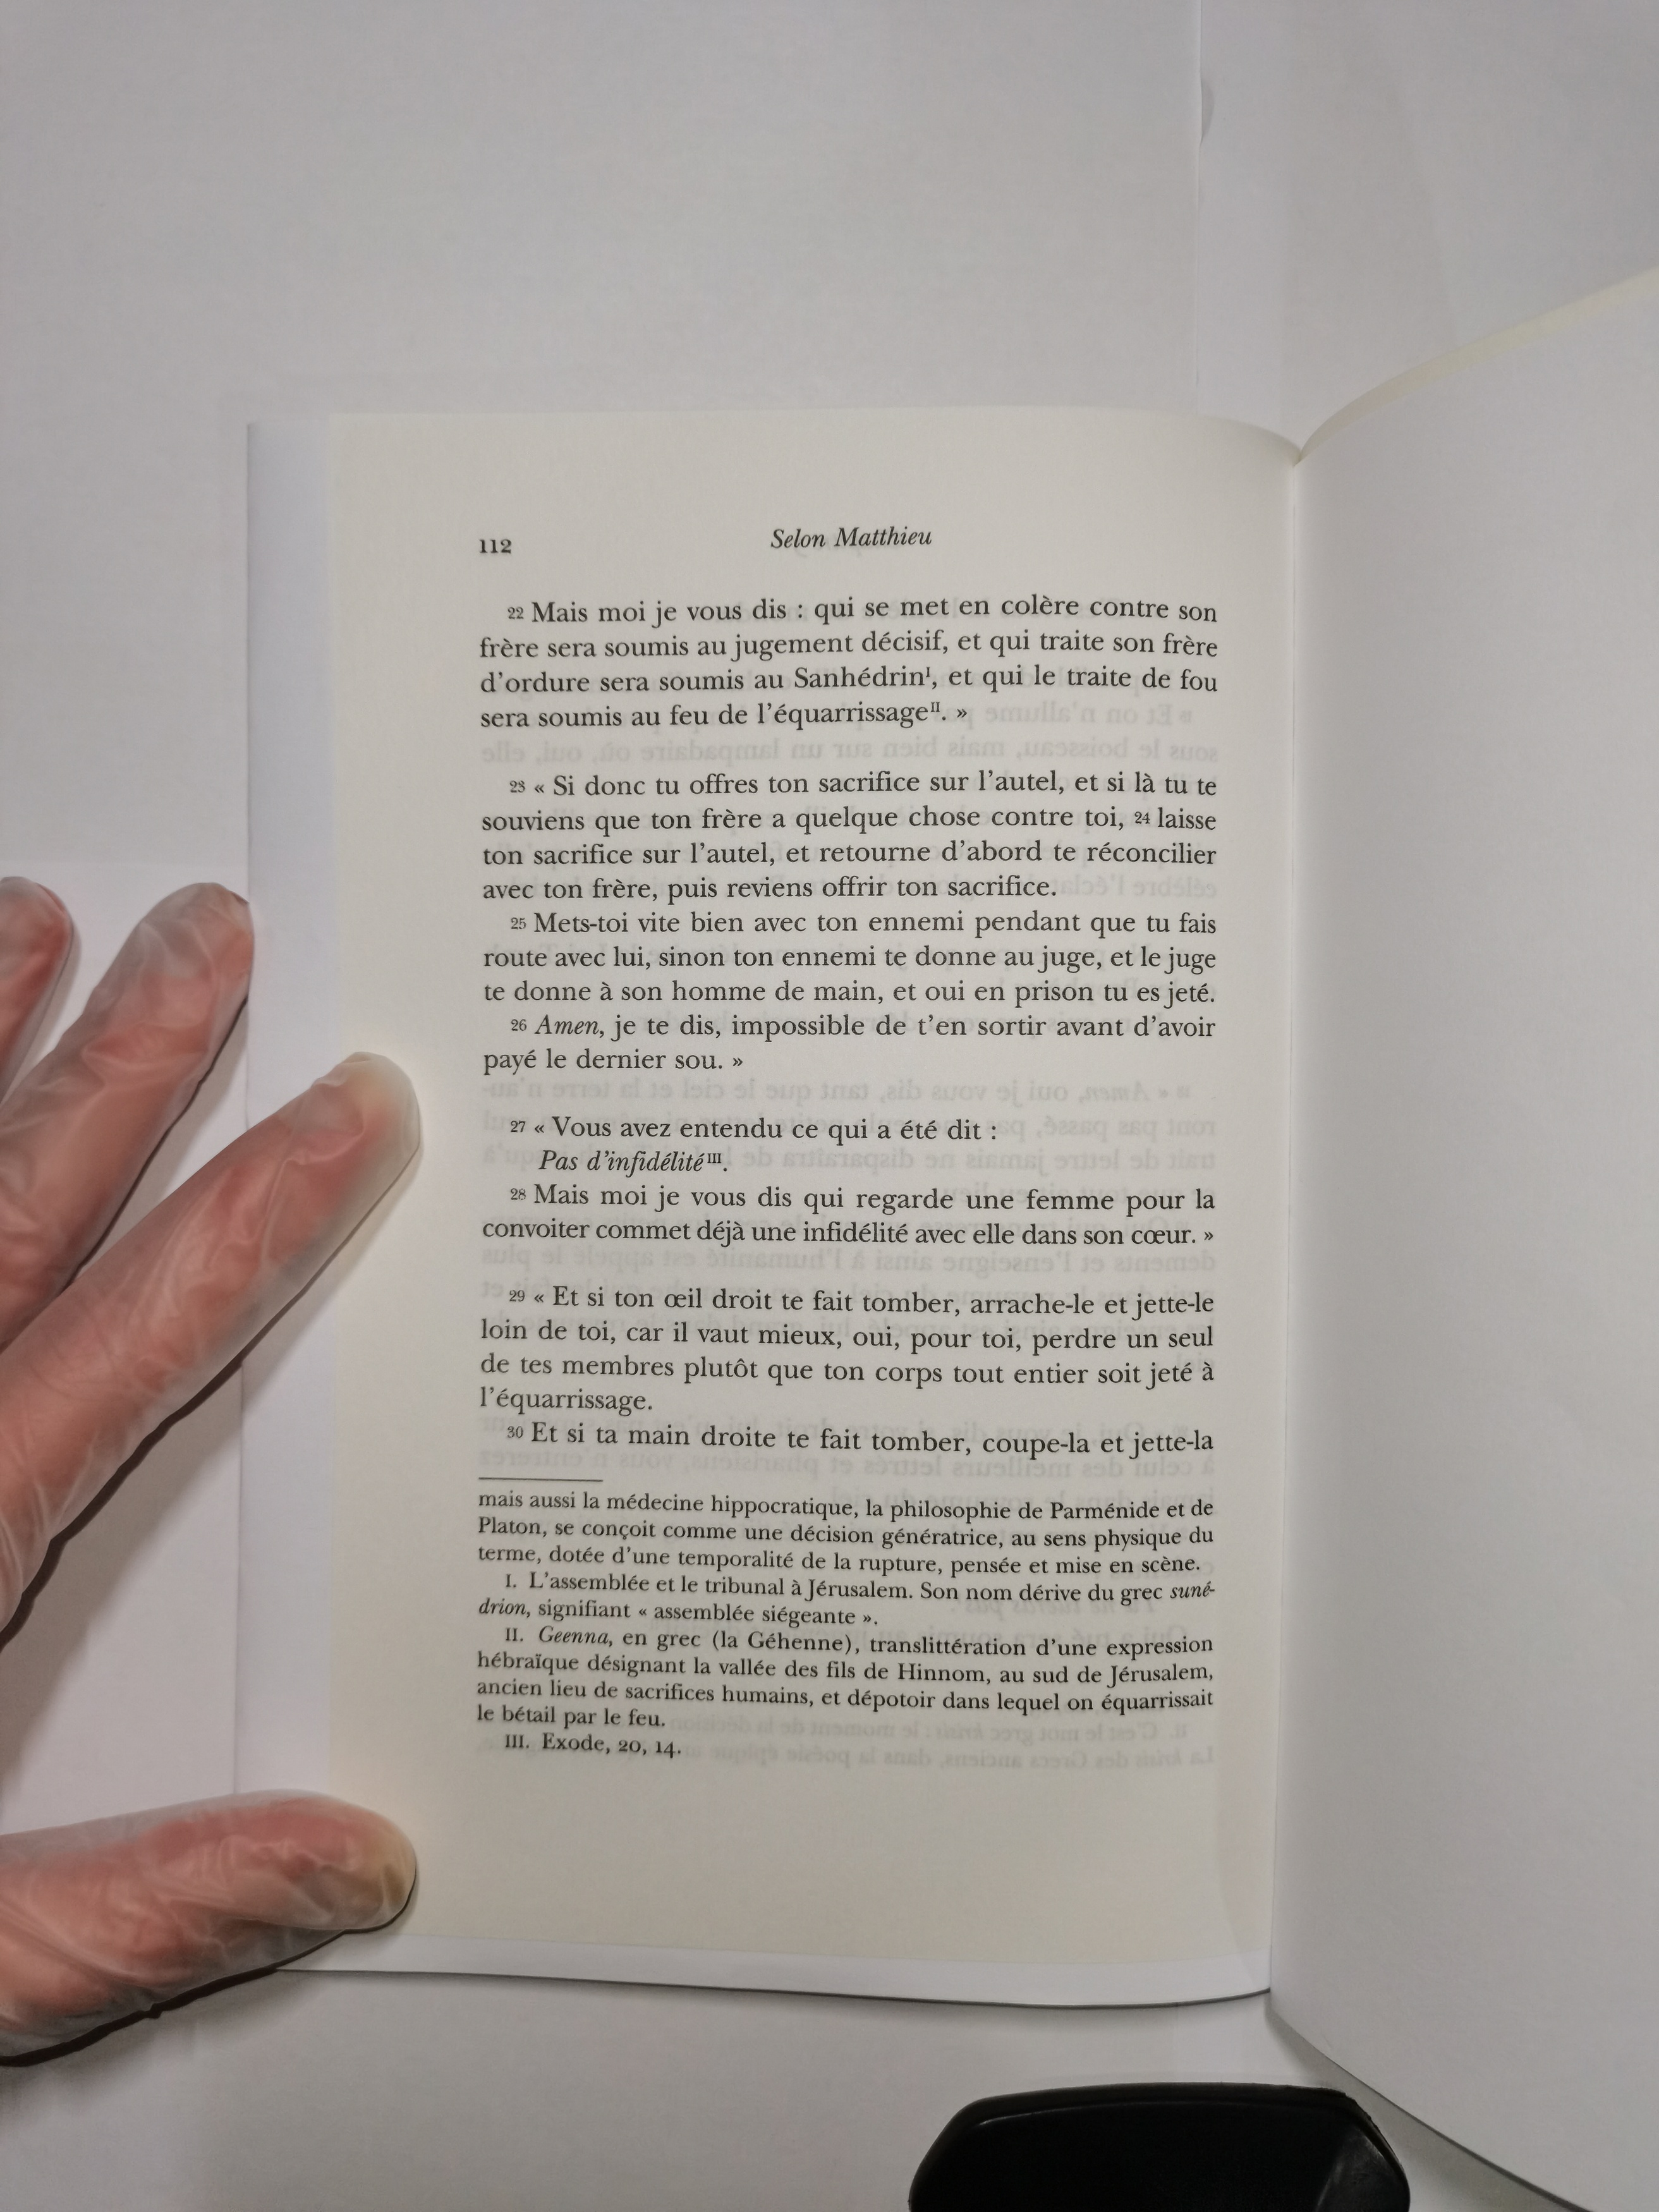 112
Selon Matthieu
22 Mais moi je vous dis : qui se met en colère contre son
frère sera soumis au jugement décisif, et qui traite son frère
d'ordure sera soumis au Sanhédrin¹, et qui le traite de fou
sera soumis au feu de l'équarrissageᴵᴵ. »
23 « Si donc tu offres ton sacrifice sur l'autel, et si là tu te
souviens que ton frère a quelque chose contre toi, 24 laisse
ton sacrifice sur l'autel, et retourne d'abord te réconcilier
avec ton frère, puis reviens offrir ton sacrifice.
25 Mets-toi vite bien avec ton ennemi pendant que tu fais
route avec lui, sinon ton ennemi te donne au juge, et le juge
te donne à son homme de main, et oui en prison tu es jeté.
26 Amen, je te dis, impossible de t'en sortir avant d'avoir
payé le dernier sou. »
27 « Vous avez entendu ce qui a été dit :
Pas d'infidélitéᴵᴵᴵ.
28 Mais moi je vous dis qui regarde une femme pour la
convoiter commet déjà une infidélité avec elle dans son cœur. »
29 « Et si ton œil droit te fait tomber, arrache-le et jette-le
loin de toi, car il vaut mieux, oui, pour toi, perdre un seul
de tes membres plutôt que ton corps tout entier soit jeté à
l'équarrissage.
30 Et si ta main droite te fait tomber, coupe-la et jette-la
mais aussi la médecine hippocratique, la philosophie de Parménide et de
Platon, se conçoit comme une décision génératrice, au sens physique du
terme, dotée d'une temporalité de la rupture, pensée et mise en scène.
I. L'assemblée et le tribunal à Jérusalem. Son nom dérive du grec suné-
drion, signifiant « assemblée siégeante ».
II. Geenna, en grec (la Géhenne), translittération d'une expression
hébraïque désignant la vallée des fils de Hinnom, au sud de Jérusalem,
ancien lieu de sacrifices humains, et dépotoir dans lequel on équarrissait
le bétail par le feu.
III. Exode, 20, 14.